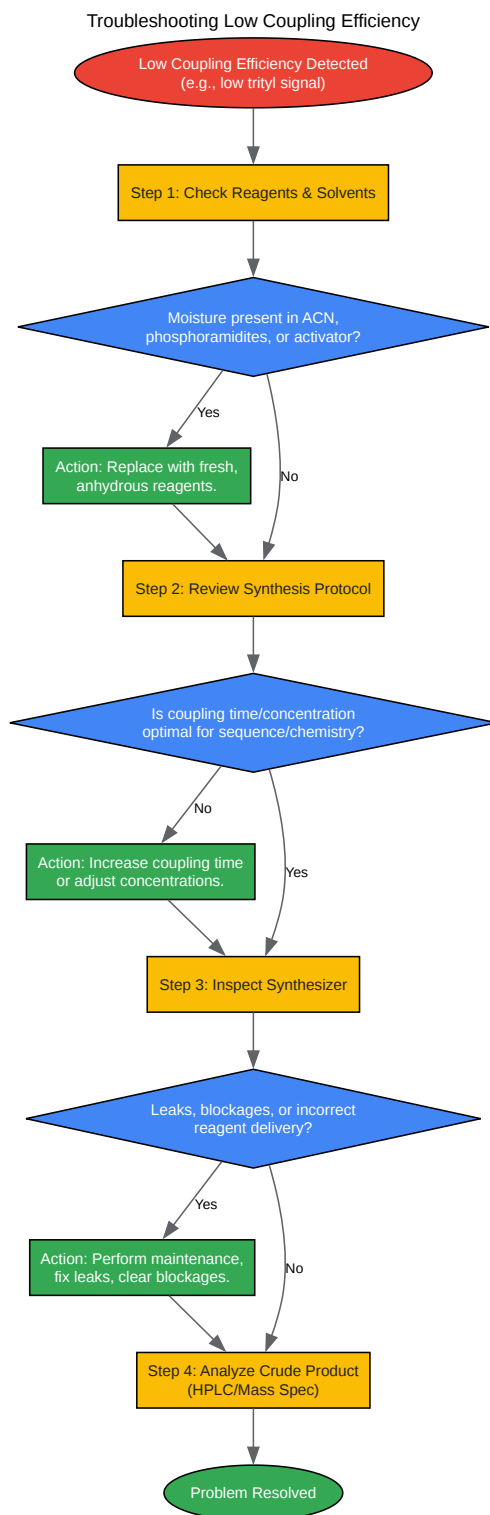 Troubleshooting Low Coupling Efficiency
Low Coupling Efficiency Detected
(e.g., low trityl signal)
Step 1: Check Reagents & Solvents
Moisture present in ACN,
phosphoramidites, or activator?
Yes
Action: Replace with fresh,
anhydrous reagents.
No
Step 2: Review Synthesis Protocol
Is coupling time/concentration
optimal for sequence/chemistry?
No
Action: Increase coupling time
or adjust concentrations.
Yes
Step 3: Inspect Synthesizer
Leaks, blockages, or incorrect
reagent delivery?
Yes
Action: Perform maintenance,
fix leaks, clear blockages.
No
Step 4: Analyze Crude Product
(HPLC/Mass Spec)
Problem Resolved